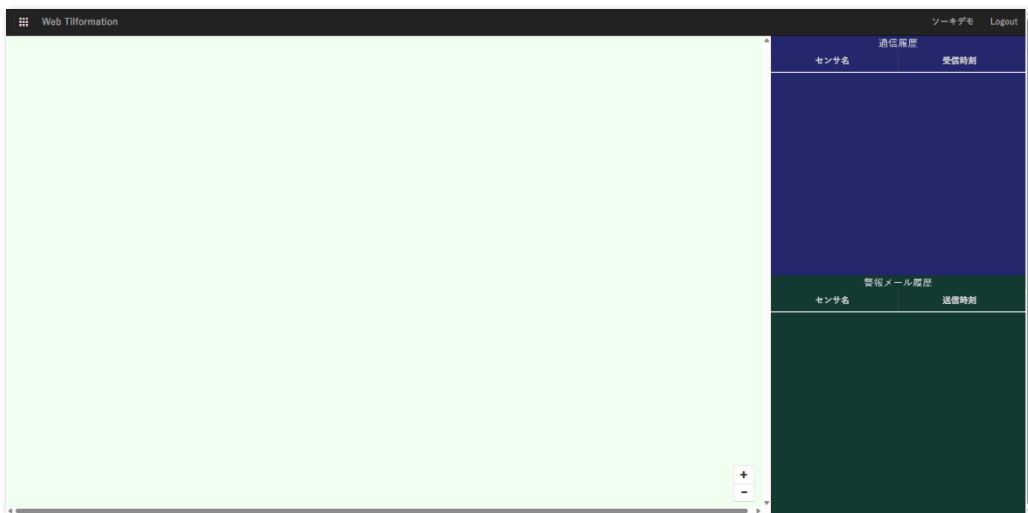 Web Tilformation
ソーキデモ Logout
通信履歴
センサ名 受信時刻
警報メール履歴
センサ名 送信時刻
+
−